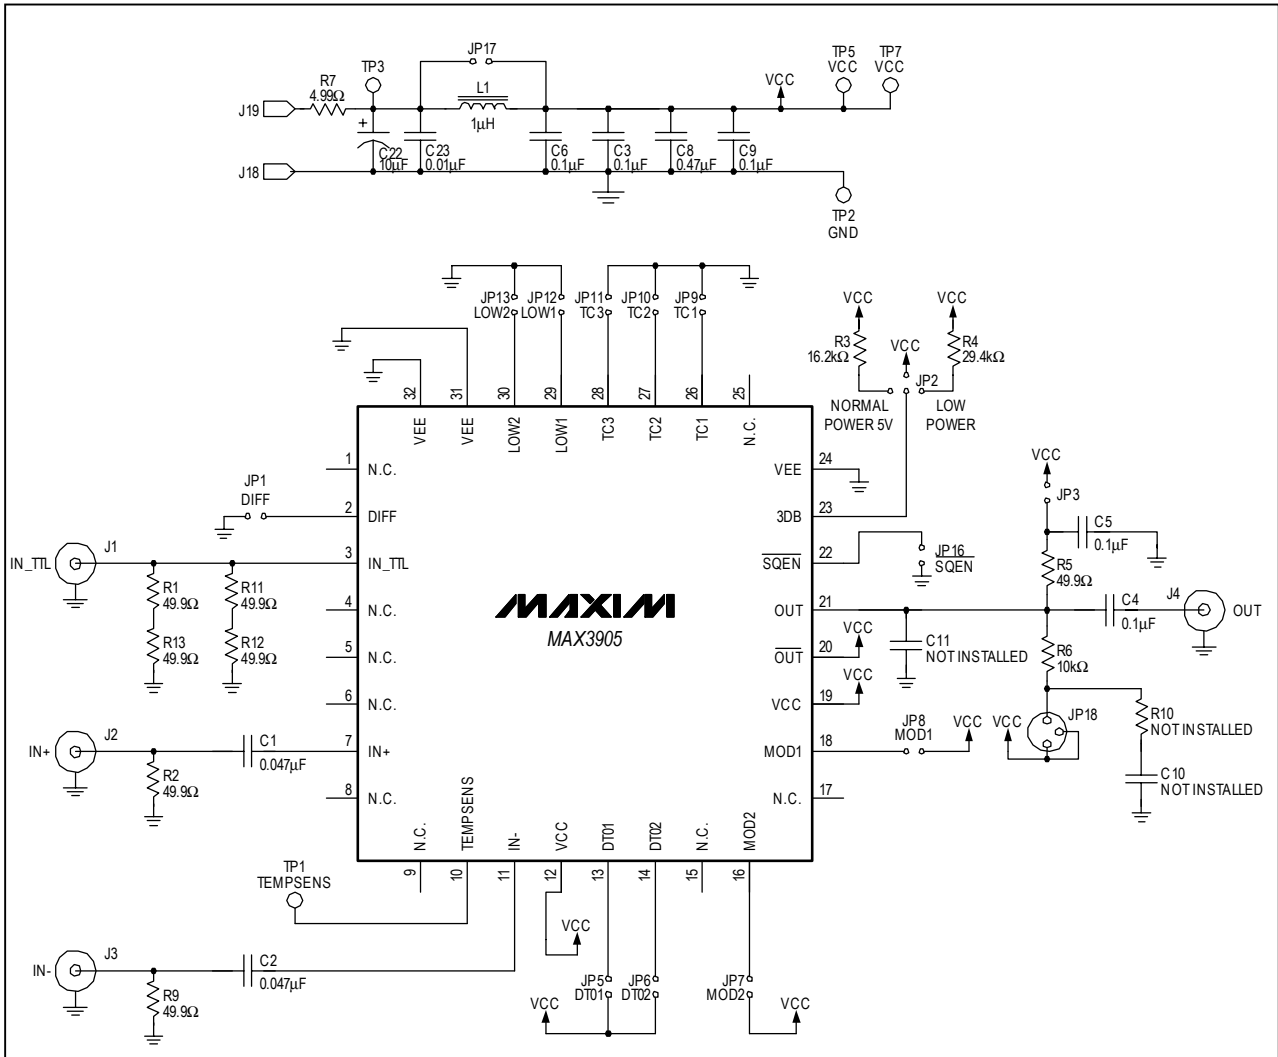 JP17
TP3
TP5
VCC
TP7
VCC
VCC
R7
4.99Ω
L1
1µH
J19
+
C22
10µF
C23
0.01µF
C6
0.1µF
C3
0.1µF
C8
0.47µF
C9
0.1µF
J18
TP2
GND
JP13
LOW2
JP12
LOW1
JP11
TC3
JP10
TC2
JP9
TC1
VCC
VCC
VCC
R3
16.2kΩ
R4
29.4kΩ
JP2
NORMAL
POWER 5V
LOW
POWER
32
31
30
29
28
27
26
25
VEE
VEE
LOW2
LOW1
TC3
TC2
TC1
N.C.
1
N.C.
JP1
DIFF
2
DIFF
J1
IN_TTL
3
IN_TTL
R1
49.9Ω
R11
49.9Ω
R13
49.9Ω
R12
49.9Ω
4
N.C.
5
N.C.
6
N.C.
J2
IN+
C1
0.047µF
7
IN+
R2
49.9Ω
8
N.C.
MAXIM
MAX3905
VEE
24
3DB
23
SQEN
22
JP16
SQEN
OUT
21
OUT
20
VCC
VCC
19
VCC
MOD1
18
JP8
MOD1
VCC
N.C.
17
C11
NOT INSTALLED
VCC
JP3
C5
0.1µF
R5
49.9Ω
C4
0.1µF
J4
OUT
R6
10kΩ
VCC
JP18
R10
NOT INSTALLED
C10
NOT INSTALLED
N.C.
TEMPSENS
IN-
VCC
DT01
DT02
N.C.
MOD2
9
10
11
12
13
14
15
16
TP1
TEMPSENS
VCC
J3
IN-
C2
0.047µF
R9
49.9Ω
JP5
DT01
JP6
DT02
JP7
MOD2
VCC
VCC